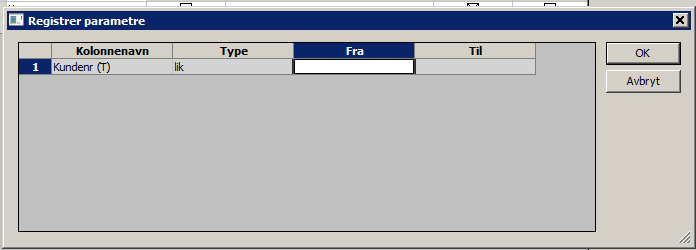 Registrer parametre
Kolonnenavn Type Fra Til
1 Kundenr (T) lik
OK
Avbryt